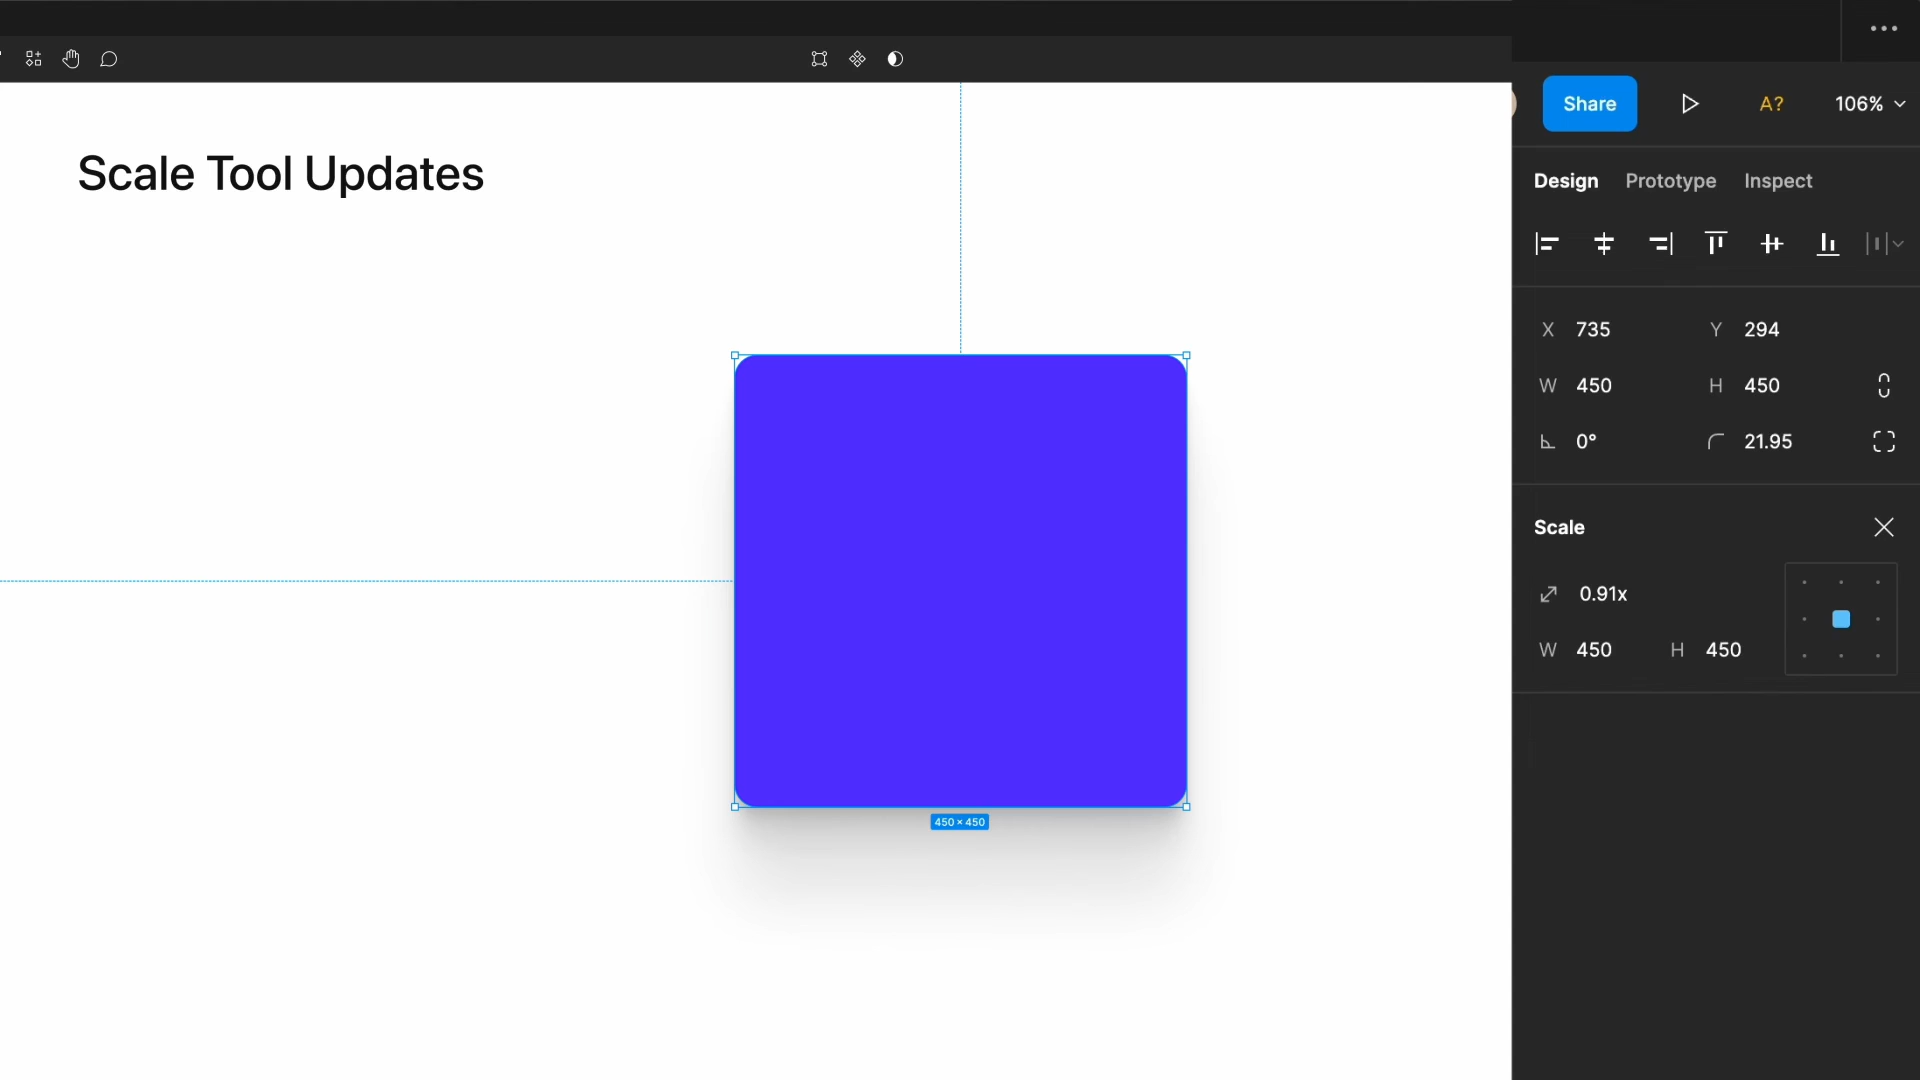 Share
A?
106%
Scale Tool Updates
Design Prototype Inspect
X 735 Y 294
W 450 H 450
0° 21.95
Scale
0.91x
W 450 H 450
450 × 450